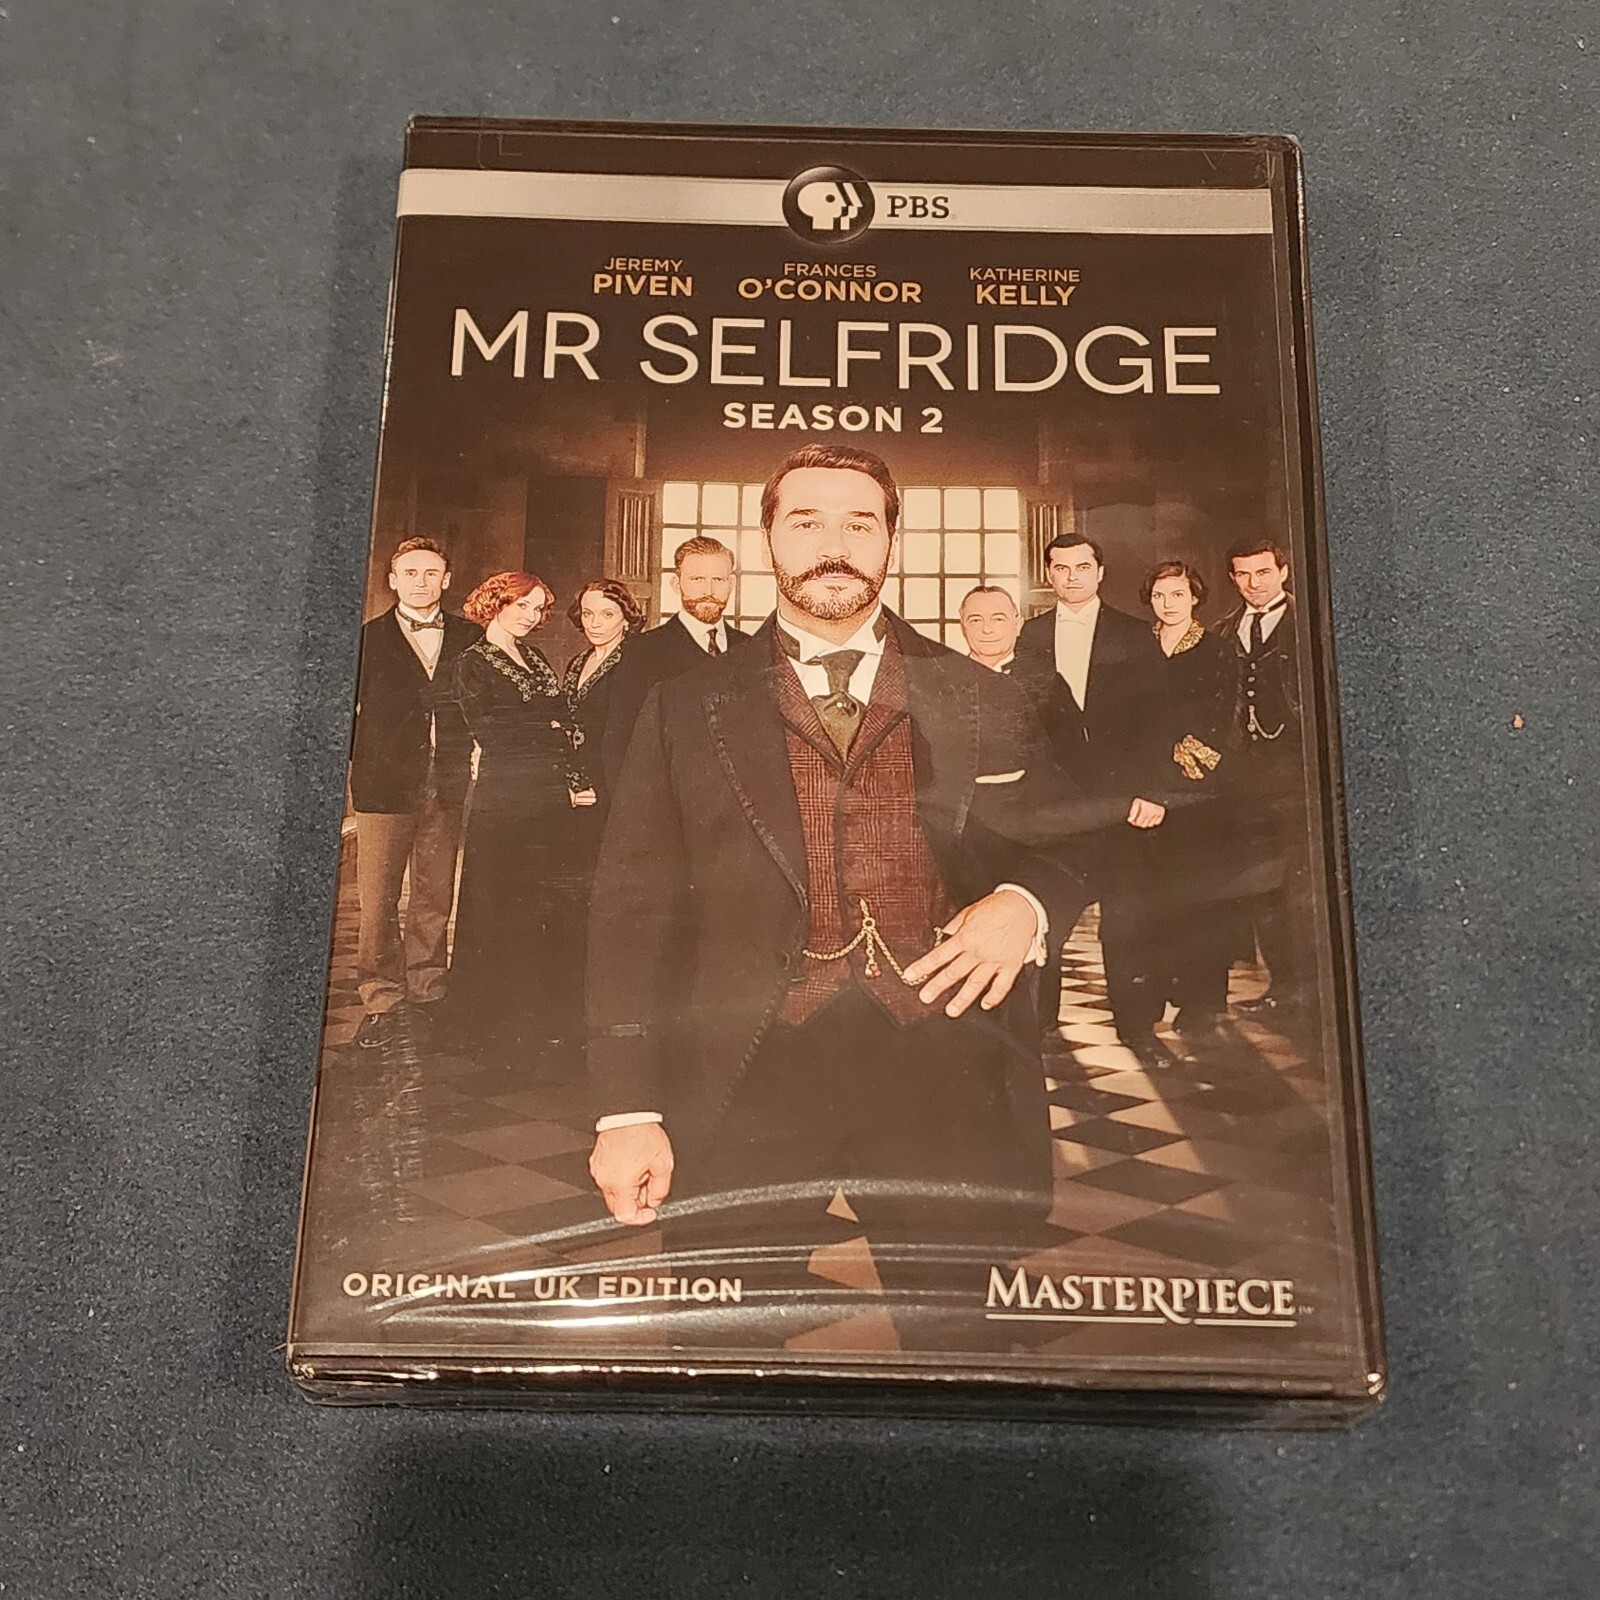 PBS
JEREMY FRANCES KATHERINE
PIVEN O'CONNOR KELLY
MR SELFRIDGE
SEASON 2
ORIGINAL UK EDITION
MASTERPIECE